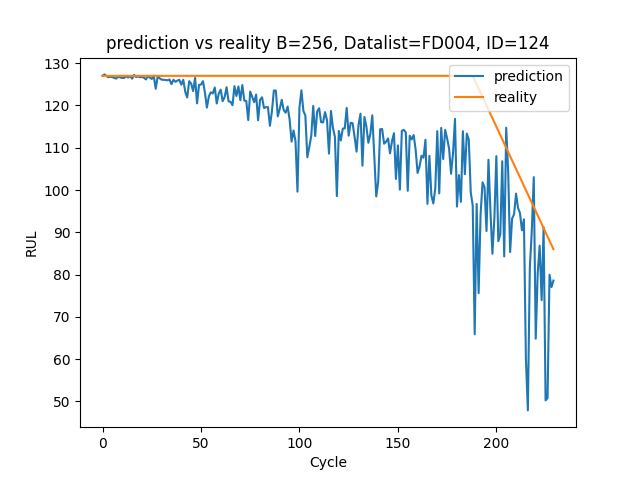 prediction vs reality B=256, Datalist=FD004, ID=124
130
120
110
100
90
80
70
60
50
RUL
prediction
reality
0 50 100 150 200
Cycle